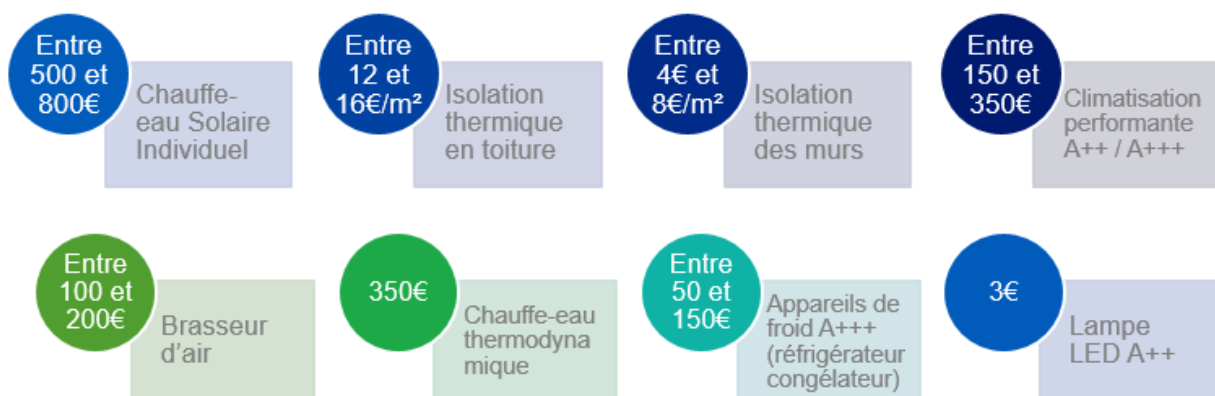 Entre
500 et
800€
Chauffe-
eau Solaire
Individuel
Entre
12 et
16€/m²
Isolation
thermique
en toiture
Entre
4€ et
8€/m²
Isolation
thermique
des murs
Entre
150 et
350€
Climatisation
performante
A++ / A+++
Entre
100 et
200€
Brasseur
d'air
350€
Chauffe-eau
thermodyna
mique
Entre
50 et
150€
Appareils de
froid A+++
(réfrigérateur
congélateur)
3€
Lampe
LED A++